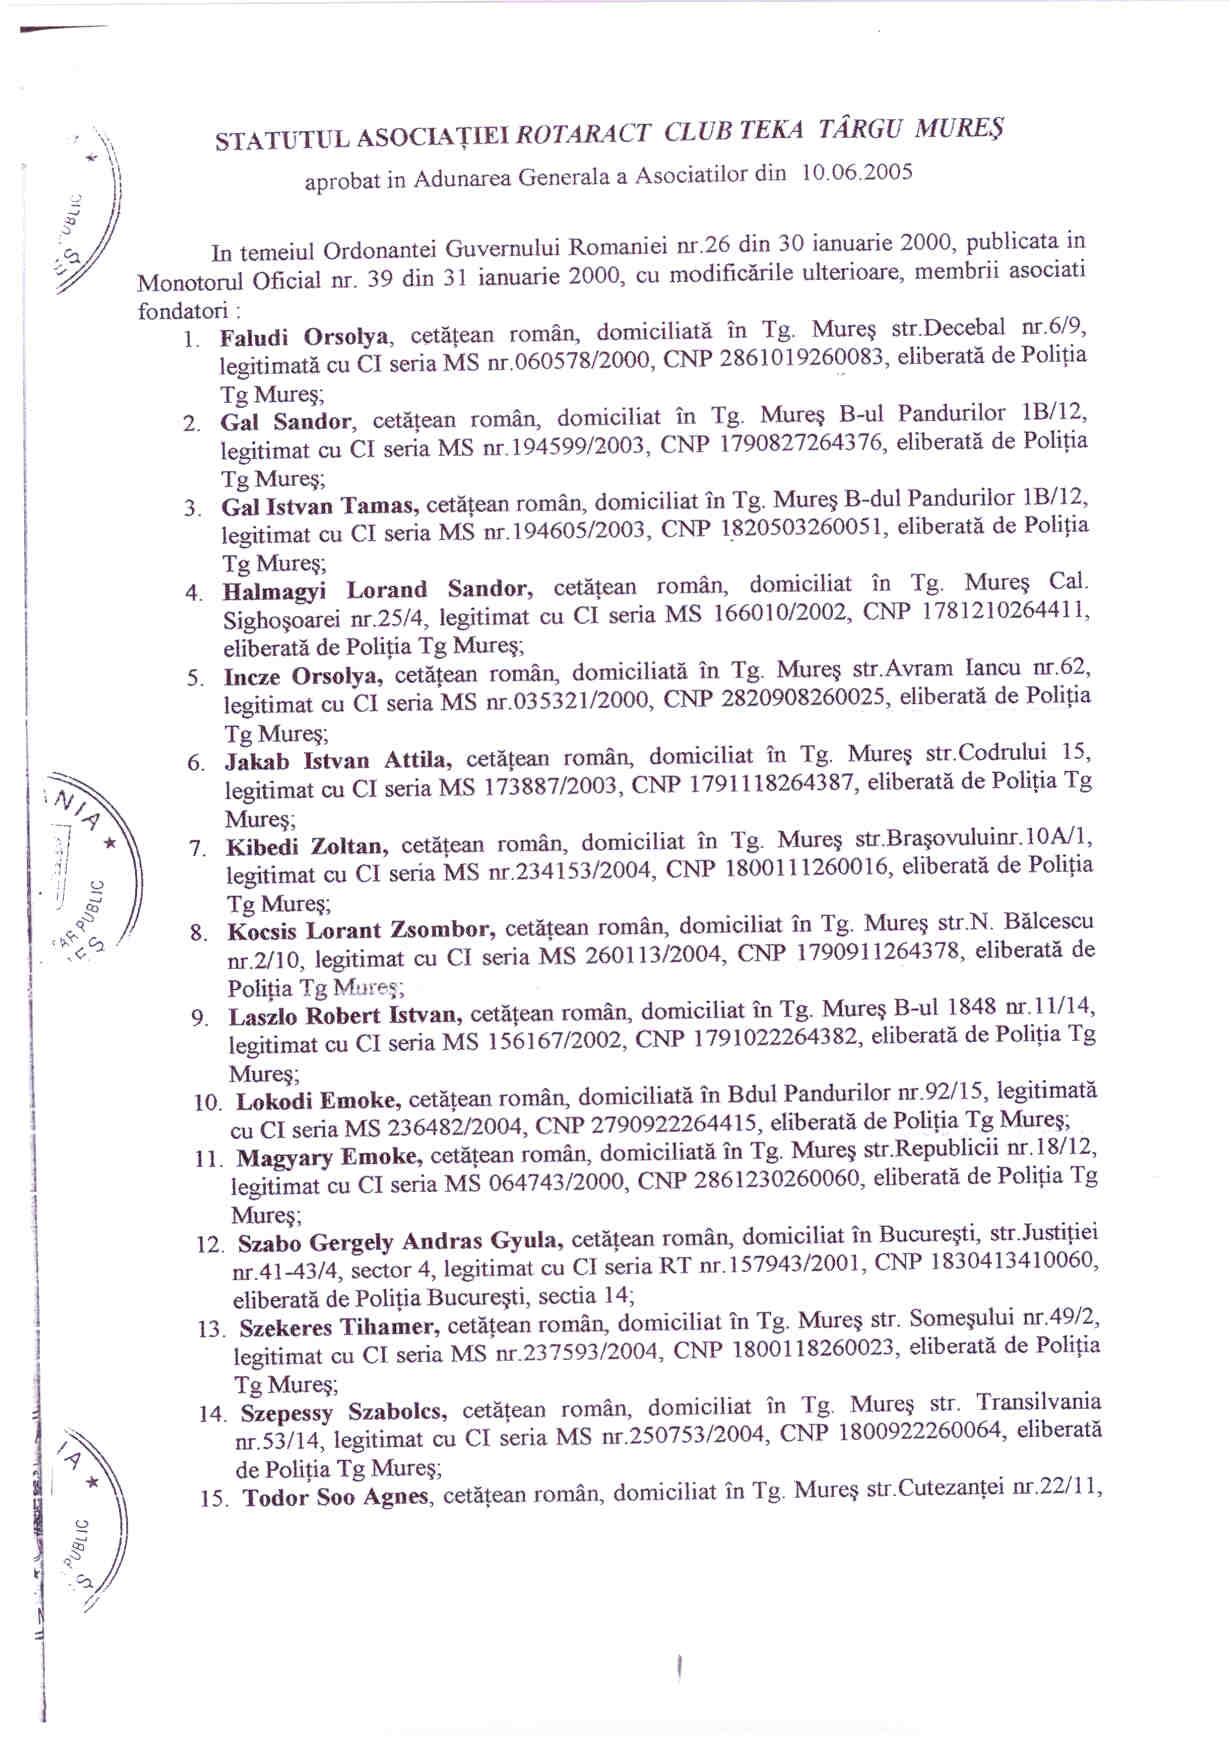 STATUTUL ASOCIAŢIEI ROTARACT CLUB TEKA TÂRGU MUREŞ
aprobat in Adunarea Generala a Asociatilor din 10.06.2005
In temeiul Ordonantei Guvernului Romaniei nr.26 din 30 ianuarie 2000, publicata in
Monotorul Oficial nr. 39 din 31 ianuarie 2000, cu modificările ulterioare, membrii asociati
fondatori :
1. Faludi Orsolya, cetăţean român, domiciliată în Tg. Mureş str.Decebal nr.6/9,
legitimată cu CI seria MS nr.060578/2000, CNP 2861019260083, eliberată de Poliţia
Tg Mureş;
2. Gal Sandor, cetăţean român, domiciliat în Tg. Mureş B-ul Pandurilor 1B/12,
legitimat cu CI seria MS nr.194599/2003, CNP 1790827264376, eliberată de Poliţia
Tg Mureş;
3. Gal Istvan Tamas, cetăţean român, domiciliat în Tg. Mureş B-dul Pandurilor 1B/12,
legitimat cu CI seria MS nr.194605/2003, CNP 1820503260051, eliberată de Poliţia
Tg Mureş;
4. Halmagyi Lorand Sandor, cetăţean român, domiciliat în Tg. Mureş Cal.
Sighoşoarei nr.25/4, legitimat cu CI seria MS 166010/2002, CNP 1781210264411,
eliberată de Poliţia Tg Mureş;
5. Incze Orsolya, cetăţean român, domiciliată în Tg. Mureş str.Avram Iancu nr.62,
legitimat cu CI seria MS nr.035321/2000, CNP 2820908260025, eliberată de Poliţia
Tg Mureş;
6. Jakab Istvan Attila, cetăţean român, domiciliat în Tg. Mureş str.Codrului 15,
legitimat cu CI seria MS 173887/2003, CNP 1791118264387, eliberată de Poliţia Tg
Mureş;
7. Kibedi Zoltan, cetăţean român, domiciliat în Tg. Mureş str.Braşovuluinr.10A/1,
legitimat cu CI seria MS nr.234153/2004, CNP 1800111260016, eliberată de Poliţia
Tg Mureş;
8. Kocsis Lorant Zsombor, cetăţean român, domiciliat în Tg. Mureş str.N. Bălcescu
nr.2/10, legitimat cu CI seria MS 260113/2004, CNP 1790911264378, eliberată de
Poliţia Tg Mureş;
9. Laszlo Robert Istvan, cetăţean român, domiciliat în Tg. Mureş B-ul 1848 nr.11/14,
legitimat cu CI seria MS 156167/2002, CNP 1791022264382, eliberată de Poliţia Tg
Mureş;
10. Lokodi Emoke, cetăţean român, domiciliată în Bdul Pandurilor nr.92/15, legitimată
cu CI seria MS 236482/2004, CNP 2790922264415, eliberată de Poliţia Tg Mureş;
11. Magyary Emoke, cetăţean român, domiciliată în Tg. Mureş str.Republicii nr.18/12,
legitimat cu CI seria MS 064743/2000, CNP 2861230260060, eliberată de Poliţia Tg
Mureş;
12. Szabo Gergely Andras Gyula, cetăţean român, domiciliat în Bucureşti, str.Justiţiei
nr.41-43/4, sector 4, legitimat cu CI seria RT nr.157943/2001, CNP 1830413410060,
eliberată de Poliţia Bucureşti, sectia 14;
13. Szekeres Tihamer, cetăţean român, domiciliat în Tg. Mureş str. Someşului nr.49/2,
legitimat cu CI seria MS nr.237593/2004, CNP 1800118260023, eliberată de Poliţia
Tg Mureş;
14. Szepessy Szabolcs, cetăţean român, domiciliat în Tg. Mureş str. Transilvania
nr.53/14, legitimat cu CI seria MS nr.250753/2004, CNP 1800922260064, eliberată
de Poliţia Tg Mureş;
15. Todor Soo Agnes, cetăţean român, domiciliat în Tg. Mureş str.Cutezanţei nr.22/11,